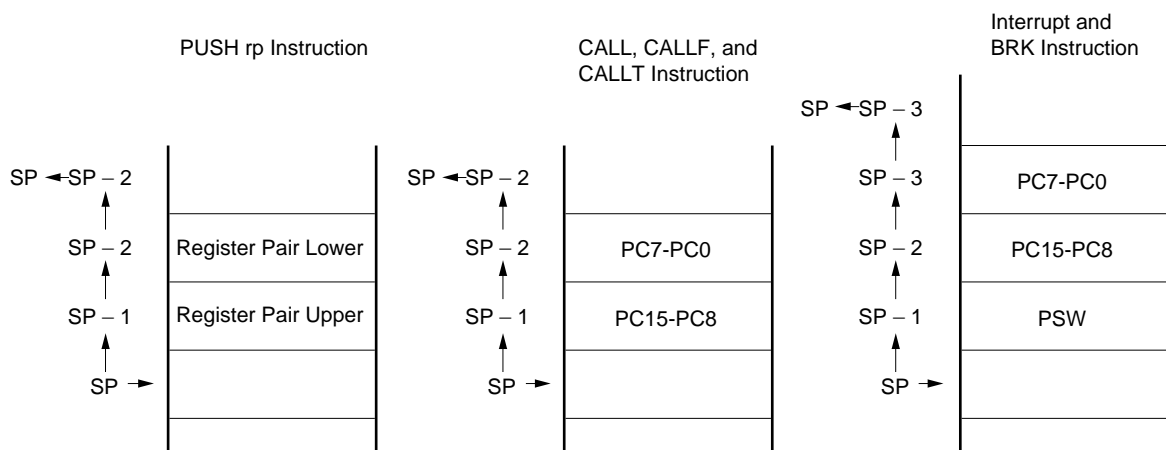 PUSH rp Instruction
SP
SP – 2
SP – 2
Register Pair Lower
SP – 1
Register Pair Upper
SP
CALL, CALLF, and
CALLT Instruction
SP
SP – 2
SP – 2
PC7-PC0
SP – 1
PC15-PC8
SP
Interrupt and
BRK Instruction
SP
SP – 3
SP – 3
PC7-PC0
SP – 2
PC15-PC8
SP – 1
PSW
SP